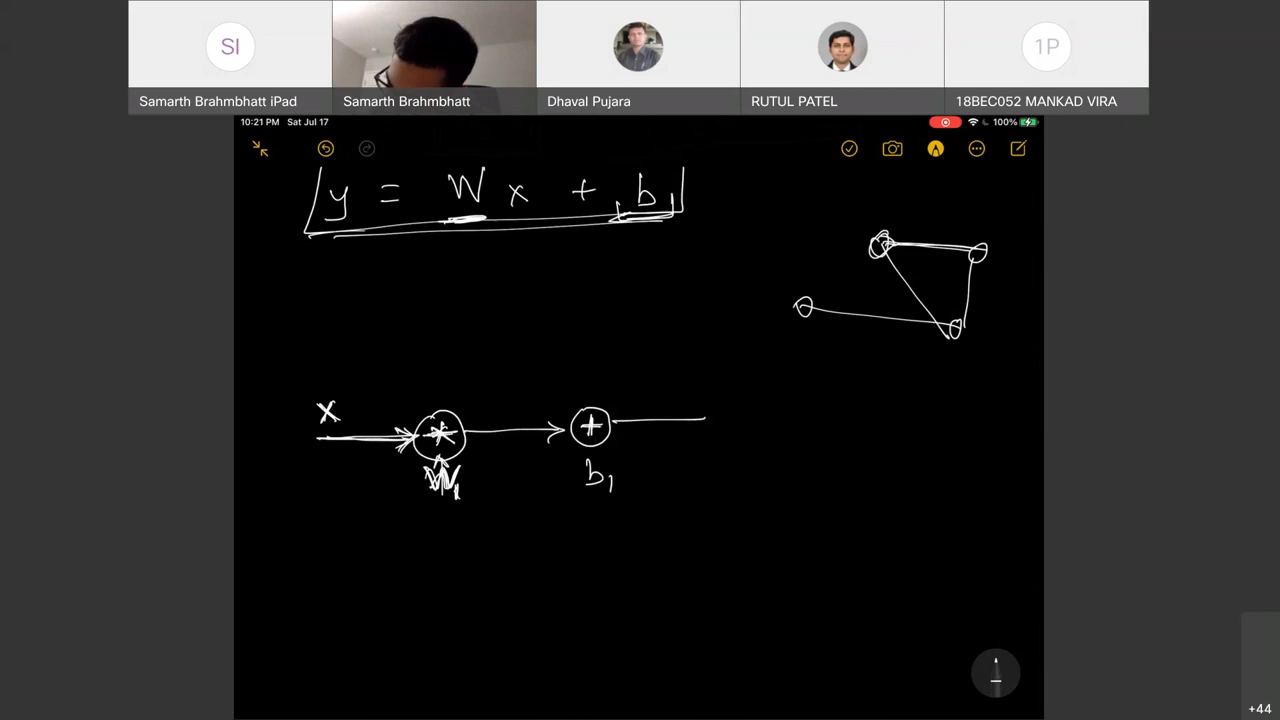 SI
1P
Samarth Brahmbhatt iPad
Samarth Brahmbhatt
Dhaval Pujara
RUTUL PATEL
18BEC052 MANKAD VIRA
10:21 PM Sat Jul 17
100%
y = W x + b
x
*
+
W1
b1
+44